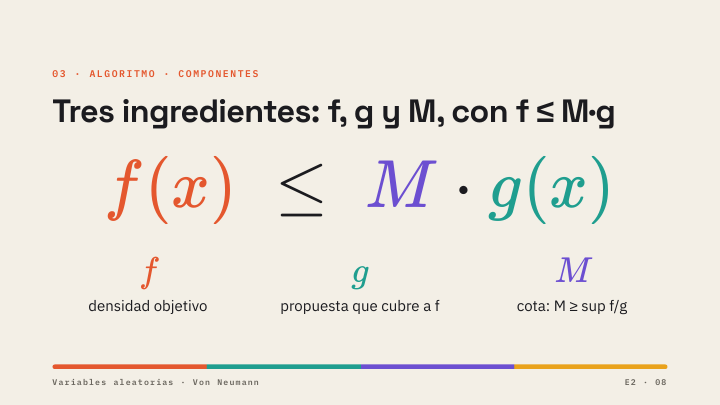 03 · ALGORITMO · COMPONENTES
Tres ingredientes: f, g y M, con f ≤ M·g
f(x) ≤ M · g(x)
f g M
densidad objetivo propuesta que cubre a f cota: M ≥ sup f/g
Variables aleatorias · Von Neumann E2 · 08